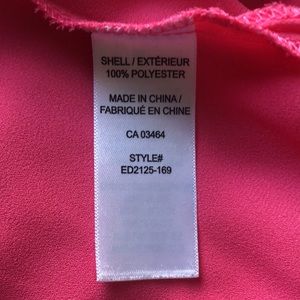 SHELL / EXTÉRIEUR
100% POLYESTER
MADE IN CHINA /
FABRIQUÉ EN CHINE
CA 03464
STYLE#
ED2125-169